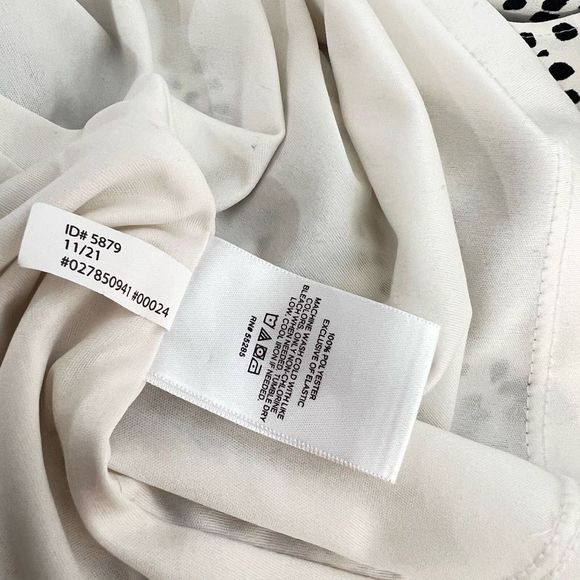 ID# 5879
11/21
#027850941 #00024
100% POLYESTER
EXCLUSIVE OF ELASTIC
MACHINE WASH COLD WITH LIKE
COLORS. ONLY NON-CHLORINE
BLEACH WHEN NEEDED. TUMBLE DRY
LOW. COOL IRON IF NEEDED.
RN# 55285